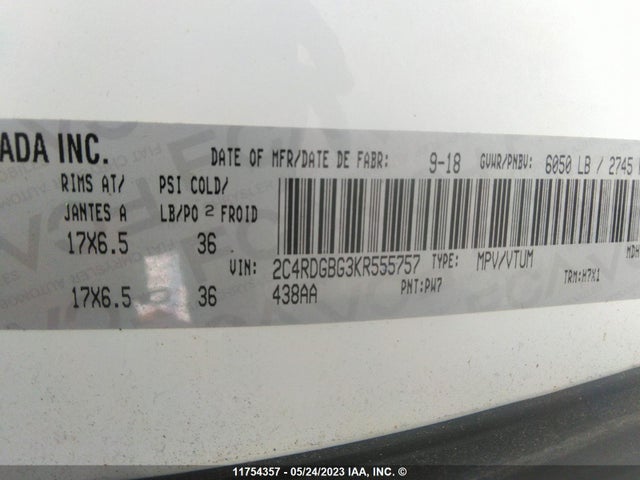 ADA INC.
DATE OF MFR/DATE DE FABR: 9-18 GVWR/PNBV: 6050 LB / 2745
RIMS AT/ PSI COLD/
JANTES A LB/PO 2 FROID
17X6.5 36
VIN: 2C4RDGBG3KR555757 TYPE: MPV/VTUM MDH
17X6.5 36 438AA PNT:PW7 TRM:H7X1
11754357 - 05/24/2023 IAA, INC. ©